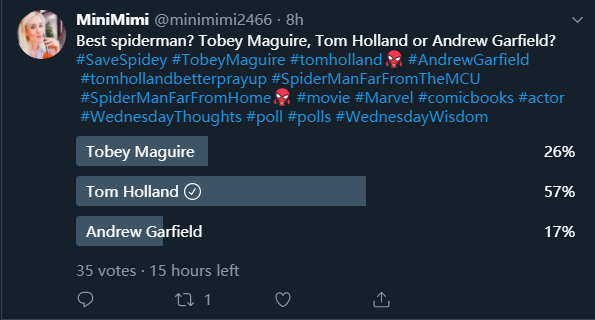 MiniMimi @minimimi2466 · 8h
Best spiderman? Tobey Maguire, Tom Holland or Andrew Garfield?
#SaveSpidey #TobeyMaguire #tomholland #AndrewGarfield
#tomhollandbetterprayup #SpiderManFarFromTheMCU
#SpiderManFarFromHome #movie #Marvel #comicbooks #actor
#WednesdayThoughts #poll #polls #WednesdayWisdom
Tobey Maguire 26%
Tom Holland 57%
Andrew Garfield 17%
35 votes · 15 hours left
1